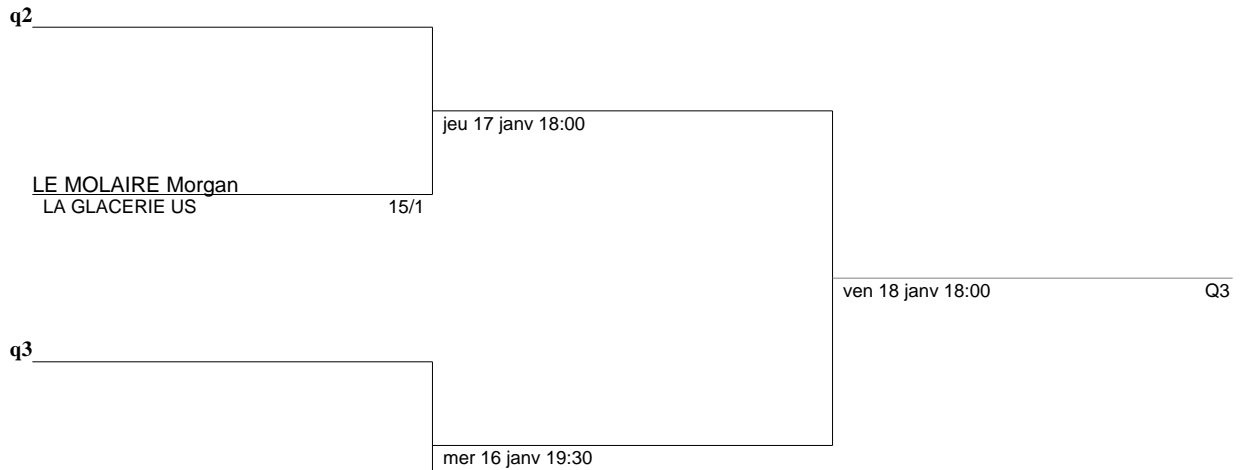 q2
jeu 17 janv 18:00
LE MOLAIRE Morgan
LA GLACERIE US 15/1
ven 18 janv 18:00 Q3
q3
mer 16 janv 19:30